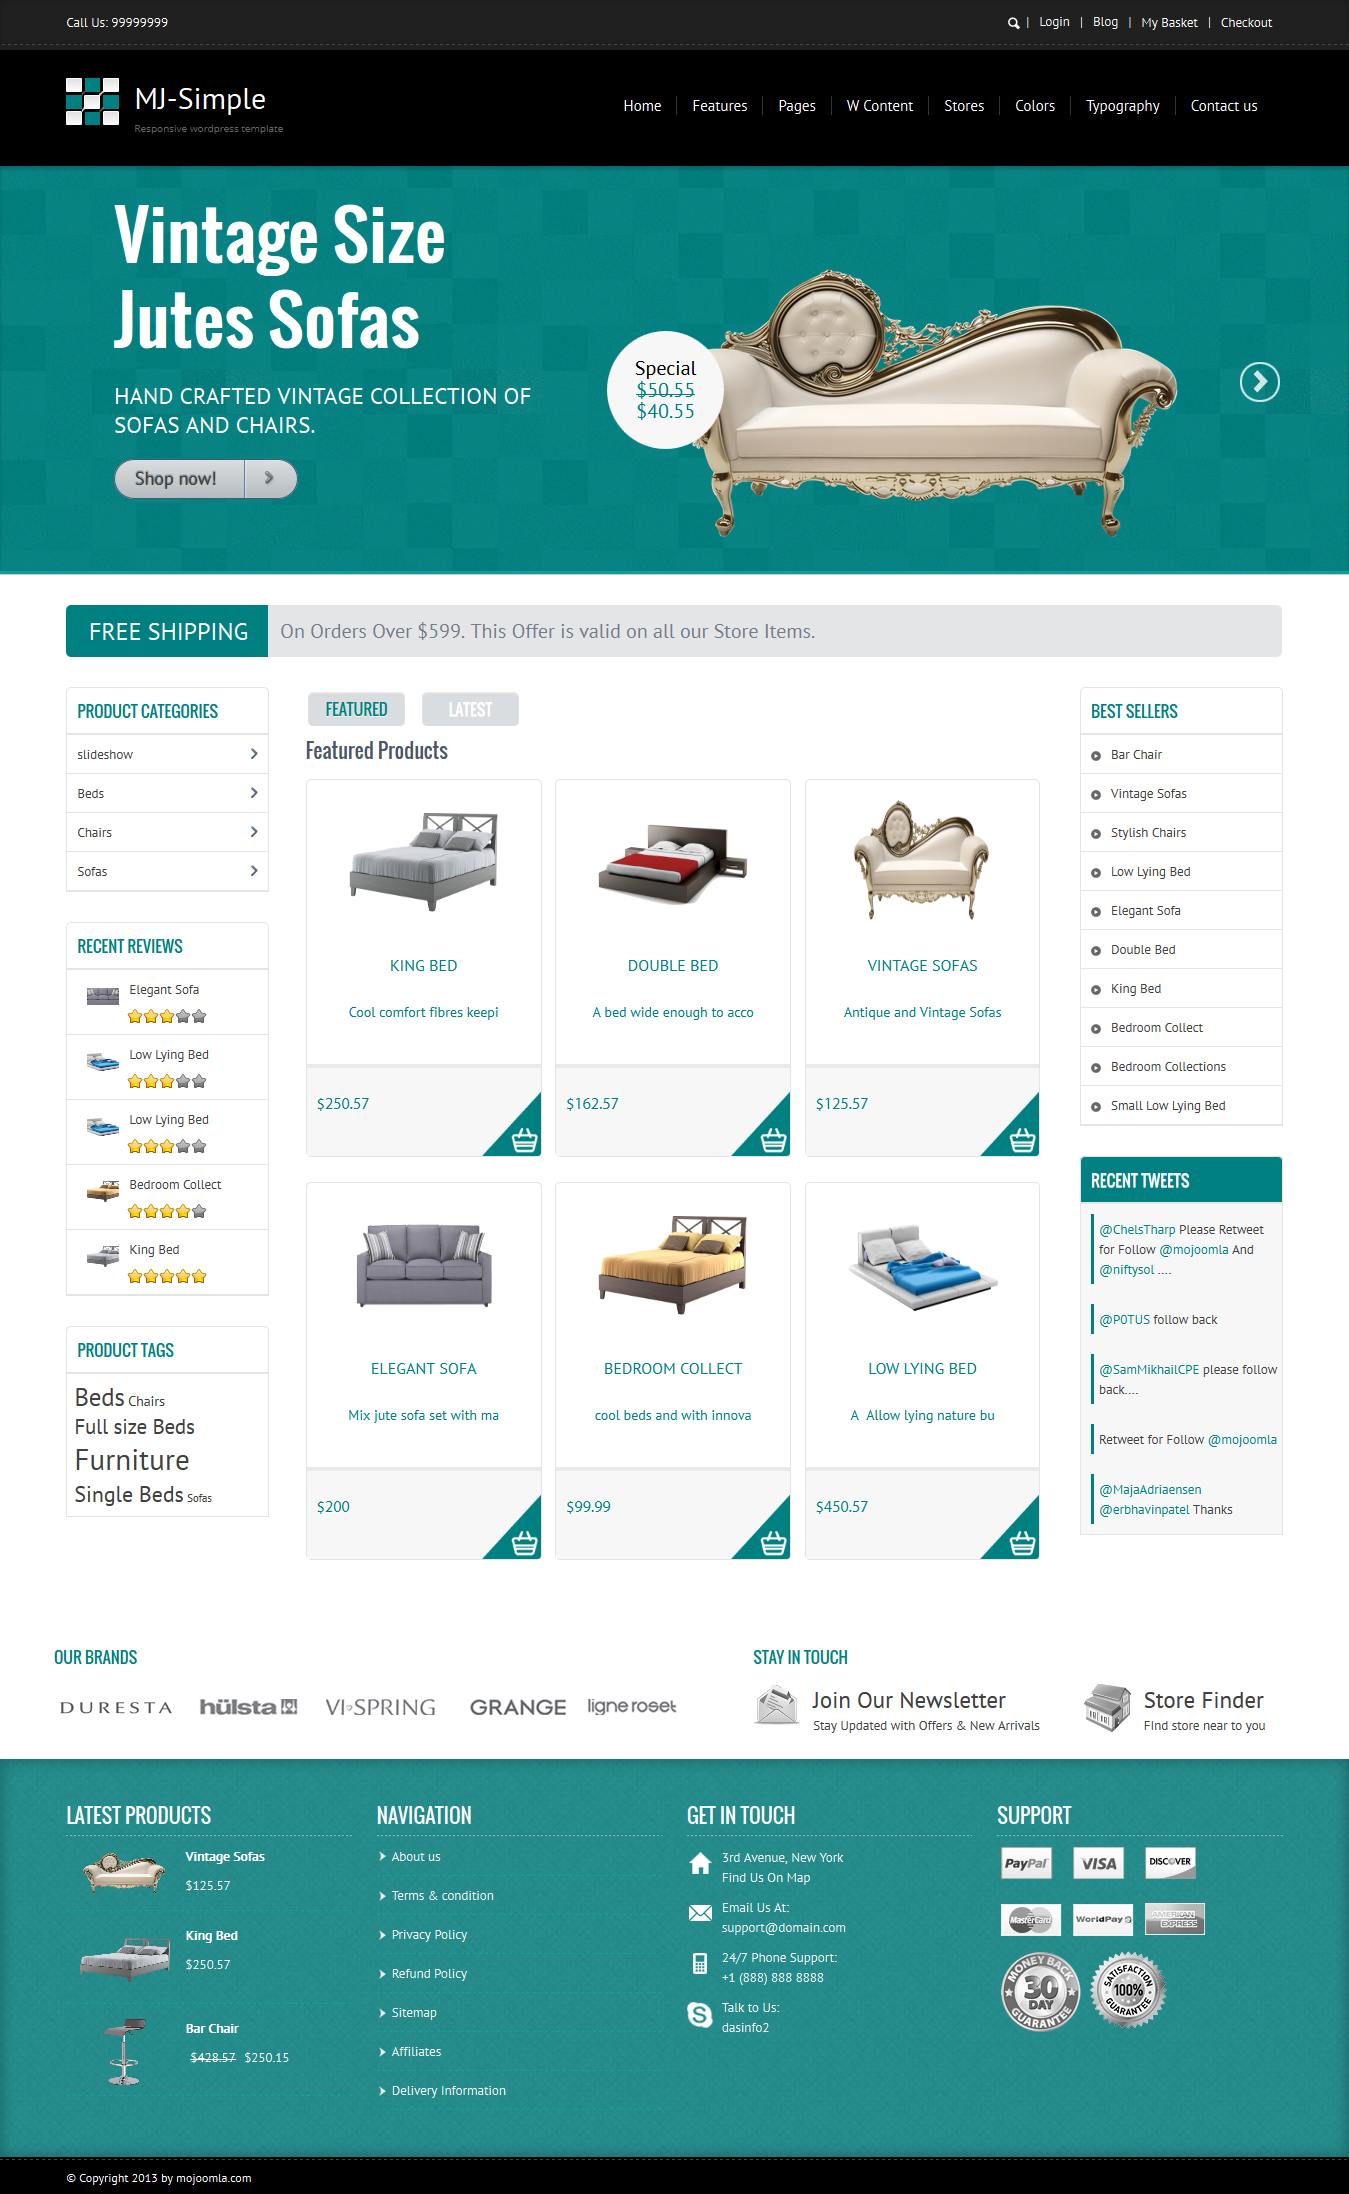 Call Us: 99999999
| Login | Blog | My Basket | Checkout
MJ-Simple
Responsive wordpress template
Home Features Pages W Content Stores Colors Typography Contact us
Vintage Size
Jutes Sofas
HAND CRAFTED VINTAGE COLLECTION OF
SOFAS AND CHAIRS.
Shop now!
Special
$50.55
$40.55
FREE SHIPPING On Orders Over $599. This Offer is valid on all our Store Items.
PRODUCT CATEGORIES
slideshow
Beds
Chairs
Sofas
RECENT REVIEWS
Elegant Sofa
Low Lying Bed
Low Lying Bed
Bedroom Collect
King Bed
PRODUCT TAGS
Beds Chairs
Full size Beds
Furniture
Single Beds Sofas
FEATURED LATEST
Featured Products
KING BED
Cool comfort fibres keepi
$250.57
DOUBLE BED
A bed wide enough to acco
$162.57
VINTAGE SOFAS
Antique and Vintage Sofas
$125.57
ELEGANT SOFA
Mix jute sofa set with ma
$200
BEDROOM COLLECT
cool beds and with innova
$99.99
LOW LYING BED
A Allow lying nature bu
$450.57
BEST SELLERS
Bar Chair
Vintage Sofas
Stylish Chairs
Low Lying Bed
Elegant Sofa
Double Bed
King Bed
Bedroom Collect
Bedroom Collections
Small Low Lying Bed
RECENT TWEETS
@ChelsTharp Please Retweet
for Follow @mojoomla And
@niftysol ....
@P0TUS follow back
@SamMikhailCPE please follow
back....
Retweet for Follow @mojoomla
@MajaAdriaensen
@erbhavinpatel Thanks
OUR BRANDS
DURESTA hülsta VI-SPRING GRANGE ligne roset
STAY IN TOUCH
Join Our Newsletter
Stay Updated with Offers & New Arrivals
Store Finder
FInd store near to you
LATEST PRODUCTS
Vintage Sofas
$125.57
King Bed
$250.57
Bar Chair
$428.57 $250.15
NAVIGATION
About us
Terms & condition
Privacy Policy
Refund Policy
Sitemap
Affiliates
Delivery Information
GET IN TOUCH
3rd Avenue, New York
Find Us On Map
Email Us At:
support@domain.com
24/7 Phone Support:
+1 (888) 888 8888
Talk to Us:
dasinfo2
SUPPORT
PayPal VISA DISCVER
MasterCard WorldPay AMERICAN EXPRESS
MONEY BACK
30
DAY
GUARANTEE
SATISFACTION
100%
GUARANTEE
© Copyright 2013 by mojoomla.com